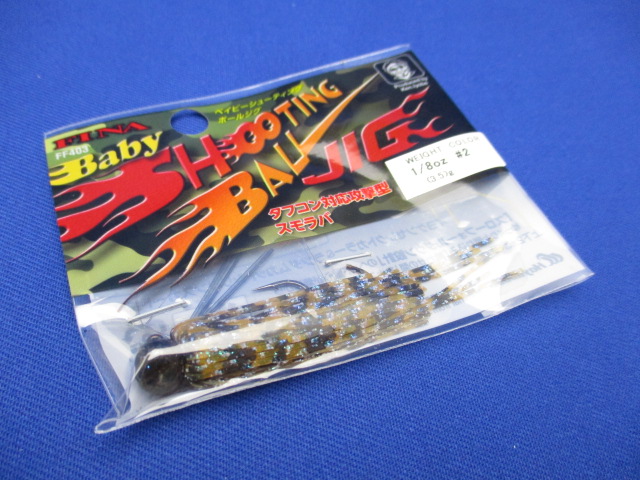 FINA
FF403
Baby
ベイビーシューティング
ボールジグ
SHOOTING
BALL JIG
タフコン対応攻撃型
スモラバ
WEIGHT COLOR
1/8oz #2
(3.5)g